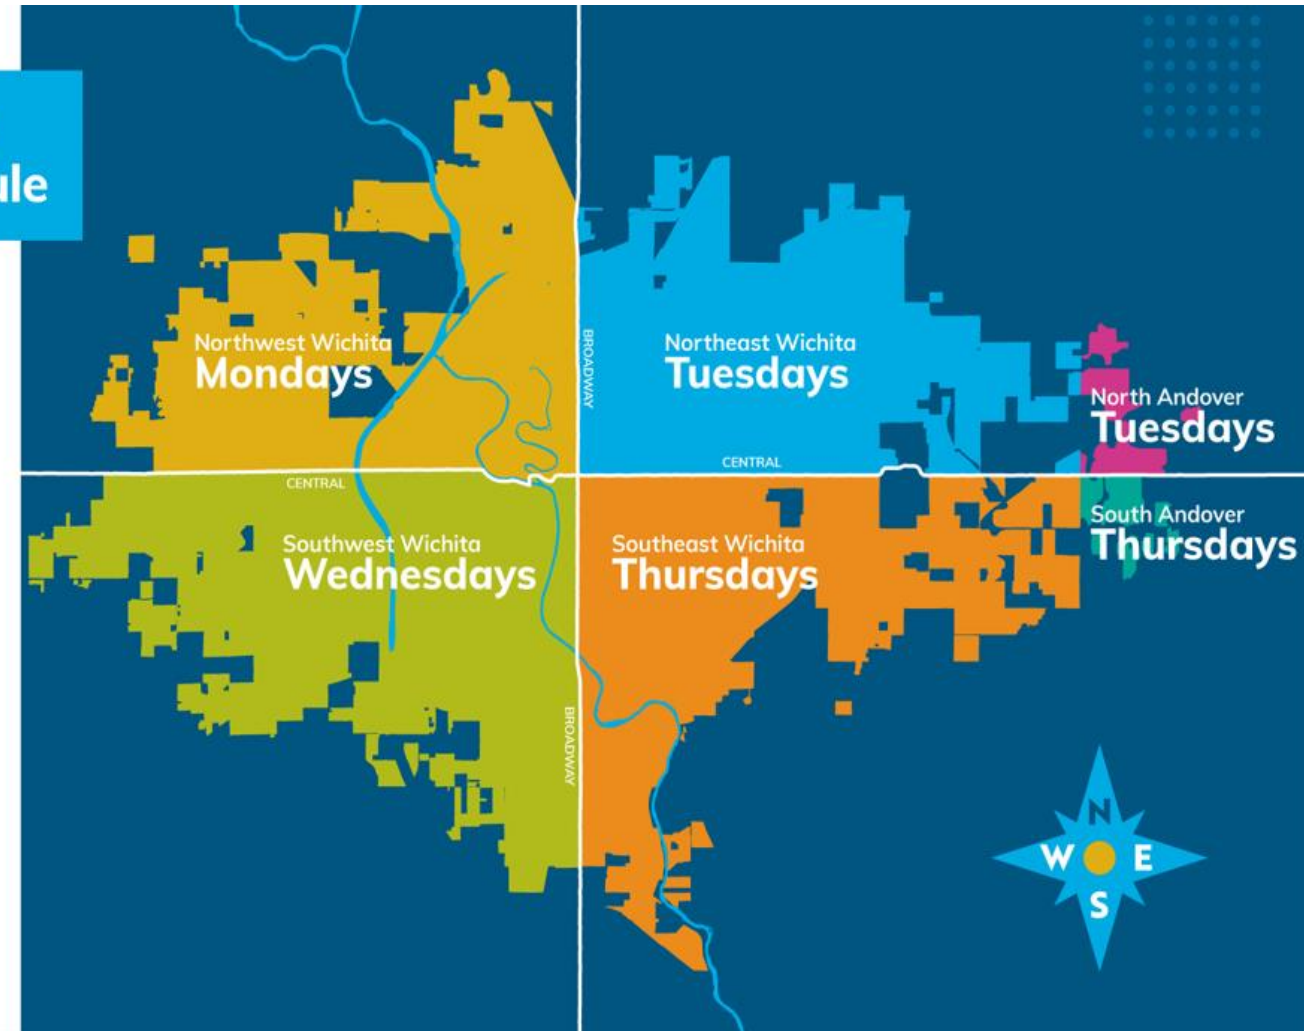 ule
Northwest Wichita
Mondays
BROADWAY
Northeast Wichita
Tuesdays
North Andover
Tuesdays
CENTRAL
CENTRAL
Southwest Wichita
Wednesdays
Southeast Wichita
Thursdays
South Andover
Thursdays
BROADWAY
N
W E
S